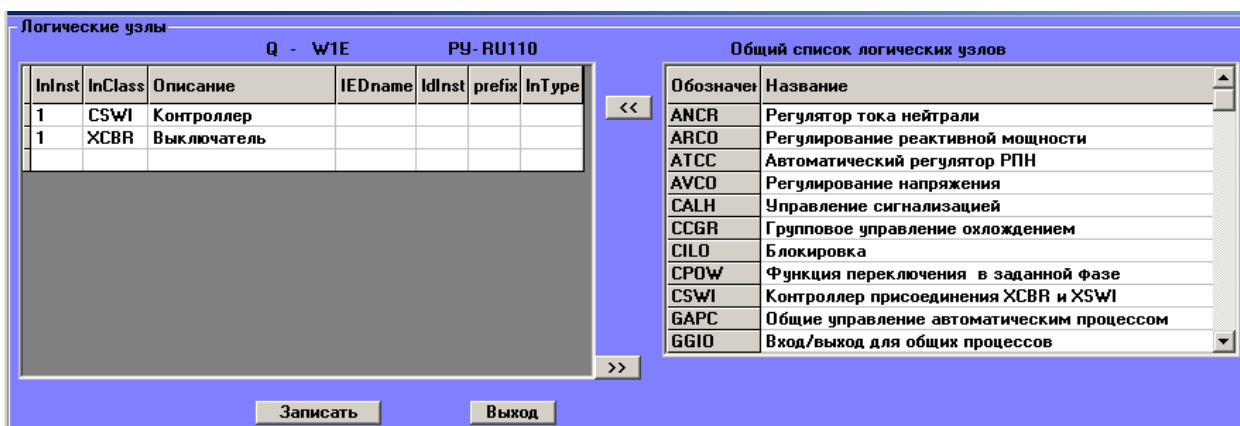 Логические узлы
Q - W1E РУ- RU110 Общий список логических узлов
lnInst lnClass Описание IEDname ldInst prefix lnType
1 CSWI Контроллер
1 XCBR Выключатель
<<
>>
Обозначен Название
ANCR Регулятор тока нейтрали
ARCO Регулирование реактивной мощности
ATCC Автоматический регулятор РПН
AVCO Регулирование напряжения
CALH Управление сигнализацией
CCGR Групповое управление охлождением
CILO Блокировка
CPOW Функция переключения в заданной фазе
CSWI Контроллер присоединения XCBR и XSWI
GAPC Общие управление автоматическим процессом
GGIO Вход/выход для общих процессов
Записать Выход